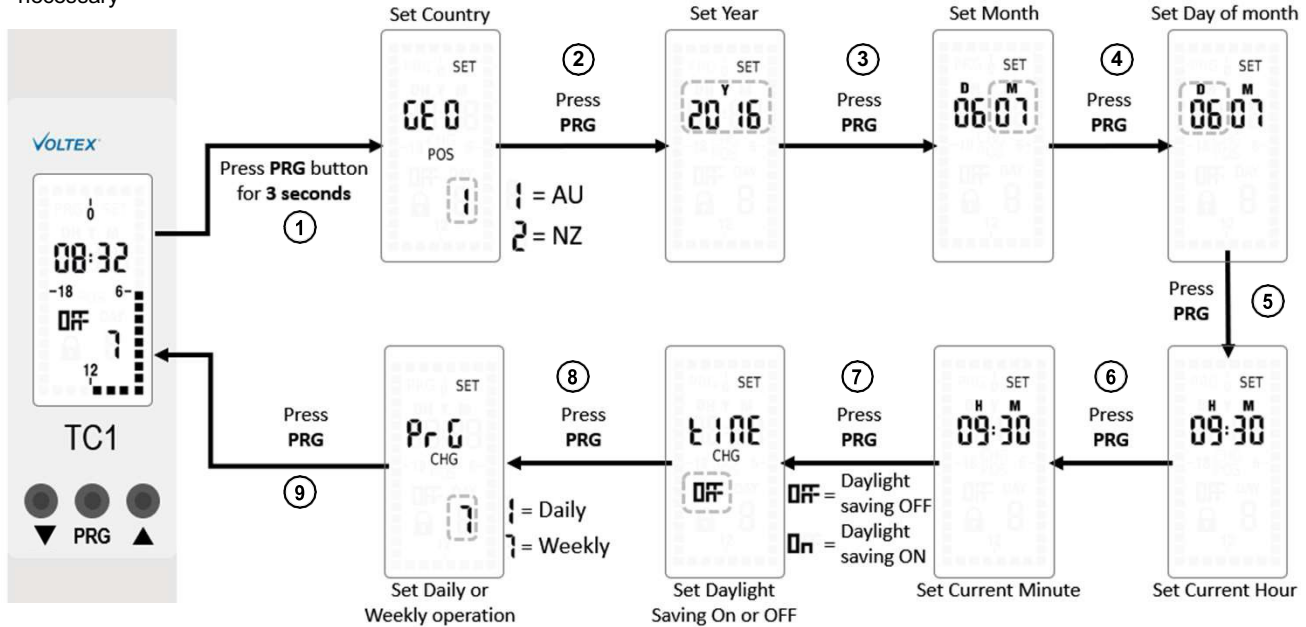 necessary
Set Country
Set Year
Set Month
Set Day of month
VOLTEX
0
08:32
-18 6-
OFF
7
12
TC1
PRG
Press PRG button
for 3 seconds
1
SET
GEO
POS
1
1 = AU
2 = NZ
2
Press
PRG
SET
Y
2016
3
Press
PRG
SET
D M
06 07
4
Press
PRG
SET
D M
06 07
Press
PRG
5
SET
H M
09:30
Set Current Hour
6
Press
PRG
SET
H M
09:30
Set Current Minute
7
Press
PRG
OFF = Daylight
saving OFF
On = Daylight
saving ON
SET
tIME
CHG
OFF
Set Daylight
Saving On or OFF
8
Press
PRG
1 = Daily
7 = Weekly
SET
PrG
CHG
7
Set Daily or
Weekly operation
Press
PRG
9